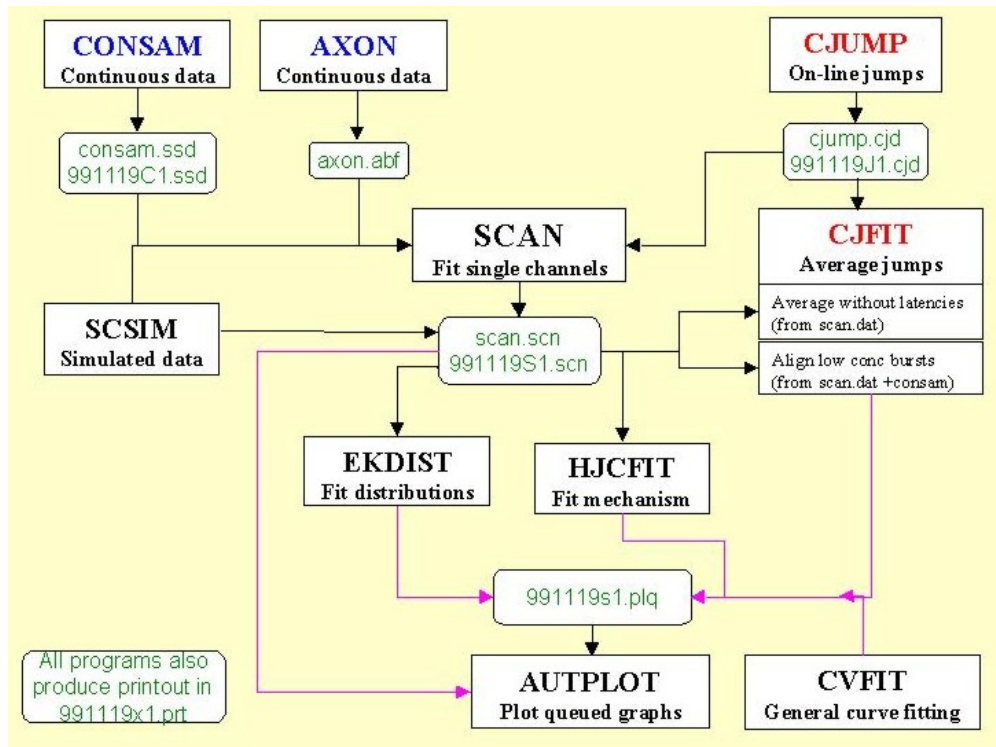 CONSAM
Continuous data
AXON
Continuous data
CJUMP
On-line jumps
consam.ssd
991119C1.ssd
axon.abf
cjump.cjd
991119J1.cjd
SCAN
Fit single channels
CJFIT
Average jumps
Average without latencies
(from scan.dat)
Align low conc bursts
(from scan.dat +consam)
SCSIM
Simulated data
scan.scn
991119S1.scn
EKDIST
Fit distributions
HJCFIT
Fit mechanism
991119s1.plq
All programs also
produce printout in
991119x1.prt
AUTPLOT
Plot queued graphs
CVFIT
General curve fitting